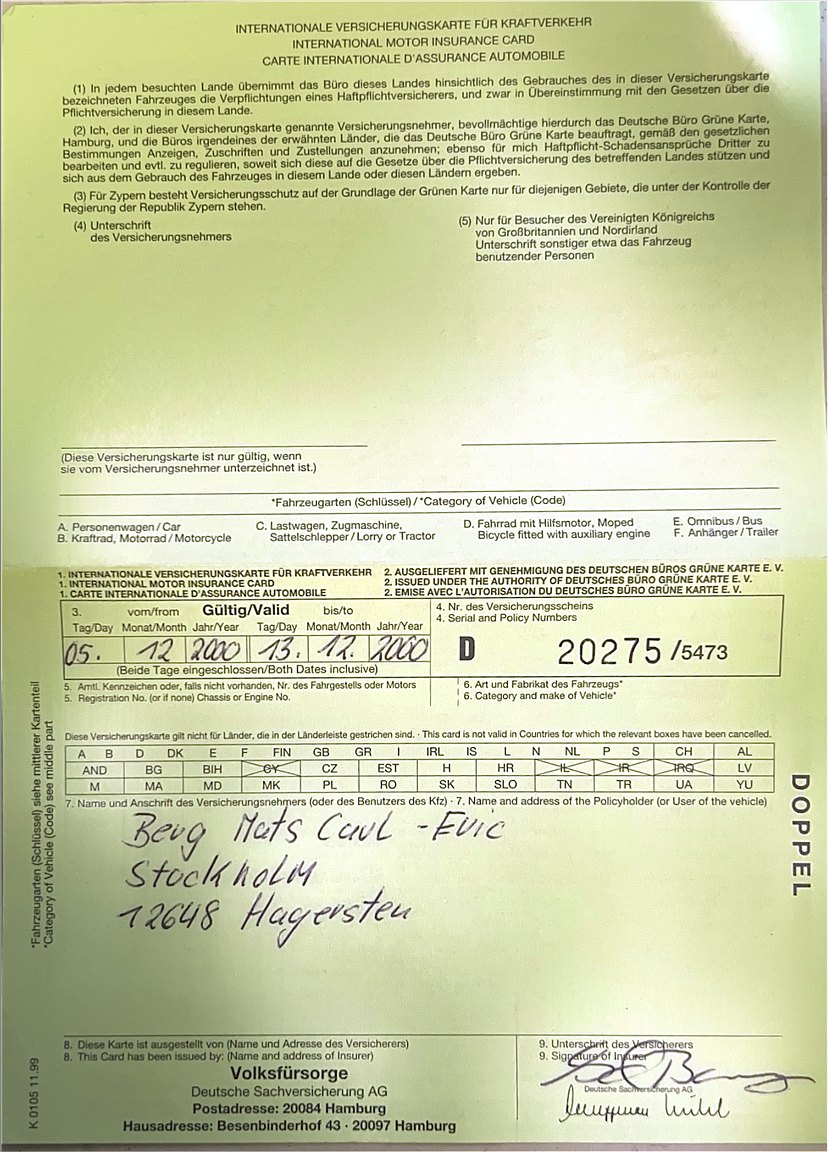 INTERNATIONALE VERSICHERUNGSKARTE FÜR KRAFTVERKEHR
INTERNATIONAL MOTOR INSURANCE CARD
CARTE INTERNATIONALE D'ASSURANCE AUTOMOBILE
(1) In jedem besuchten Lande übernimmt das Büro dieses Landes hinsichtlich des Gebrauches des in dieser Versicherungskarte
bezeichneten Fahrzeuges die Verpflichtungen eines Haftpflichtversicherers, und zwar in Übereinstimmung mit den Gesetzen über die
Pflichtversicherung in diesem Lande.
(2) Ich, der in dieser Versicherungskarte genannte Versicherungsnehmer, bevollmächtige hierdurch das Deutsche Büro Grüne Karte,
Hamburg, und die Büros irgendeines der erwähnten Länder, die das Deutsche Büro Grüne Karte beauftragt, gemäß den gesetzlichen
Bestimmungen Anzeigen, Zuschriften und Zustellungen anzunehmen; ebenso für mich Haftpflicht-Schadensansprüche Dritter zu
bearbeiten und evtl. zu regulieren, soweit sich diese auf die Gesetze über die Pflichtversicherung des betreffenden Landes stützen und
sich aus dem Gebrauch des Fahrzeuges in diesem Lande oder diesen Ländern ergeben.
(3) Für Zypern besteht Versicherungsschutz auf der Grundlage der Grünen Karte nur für diejenigen Gebiete, die unter der Kontrolle der
Regierung der Republik Zypern stehen.
(4) Unterschrift
des Versicherungsnehmers
(5) Nur für Besucher des Vereinigten Königreichs
von Großbritannien und Nordirland
Unterschrift sonstiger etwa das Fahrzeug
benutzender Personen
(Diese Versicherungskarte ist nur gültig, wenn
sie vom Versicherungsnehmer unterzeichnet ist.)
*Fahrzeugarten (Schlüssel) / *Category of Vehicle (Code)
A. Personenwagen / Car
B. Kraftrad, Motorrad / Motorcycle
C. Lastwagen, Zugmaschine,
Sattelschlepper / Lorry or Tractor
D. Fahrrad mit Hilfsmotor, Moped
Bicycle fitted with auxiliary engine
E. Omnibus / Bus
F. Anhänger / Trailer
1. INTERNATIONALE VERSICHERUNGSKARTE FÜR KRAFTVERKEHR
1. INTERNATIONAL MOTOR INSURANCE CARD
1. CARTE INTERNATIONALE D'ASSURANCE AUTOMOBILE
2. AUSGELIEFERT MIT GENEHMIGUNG DES DEUTSCHEN BÜROS GRÜNE KARTE E. V.
2. ISSUED UNDER THE AUTHORITY OF DEUTSCHES BÜRO GRÜNE KARTE E. V.
2. EMISE AVEC L'AUTORISATION DU DEUTSCHES BÜRO GRÜNE KARTE E. V.
3. vom/from Gültig/Valid bis/to
Tag/Day Monat/Month Jahr/Year Tag/Day Monat/Month Jahr/Year
05. 12 2000 13. 12. 2000
(Beide Tage eingeschlossen/Both Dates inclusive)
4. Nr. des Versicherungsscheins
4. Serial and Policy Numbers
D 20275/5473
5. Amtl. Kennzeichen oder, falls nicht vorhanden, Nr. des Fahrgestells oder Motors
5. Registration No. (or if none) Chassis or Engine No.
6. Art und Fabrikat des Fahrzeugs*
6. Category and make of Vehicle*
Diese Versicherungskarte gilt nicht für Länder, die in der Länderleiste gestrichen sind. · This card is not valid in Countries for which the relevant boxes have been cancelled.
A B D DK E F FIN GB GR I IRL IS L N NL P S CH AL
AND BG BIH CY CZ EST H HR IL IR IRQ LV
M MA MD MK PL RO SK SLO TN TR UA YU
7. Name und Anschrift des Versicherungsnehmers (oder des Benutzers des Kfz) · 7. Name and address of the Policyholder (or User of the vehicle)
Berg Mats Carl-Eric
Stockholm
12648 Hagersten
DOPPEL
*Fahrzeugarten (Schlüssel) siehe mittlerer Kartenteil
*Category of Vehicle (Code) see middle part
K 0105 11.99
8. Diese Karte ist ausgestellt von (Name und Adresse des Versicherers)
8. This Card has been issued by: (Name and address of Insurer)
Volksfürsorge
Deutsche Sachversicherung AG
Postadresse: 20084 Hamburg
Hausadresse: Besenbinderhof 43 · 20097 Hamburg
9. Unterschrift des Versicherers
9. Signature of Insurer
Deutsche Sachversicherung AG